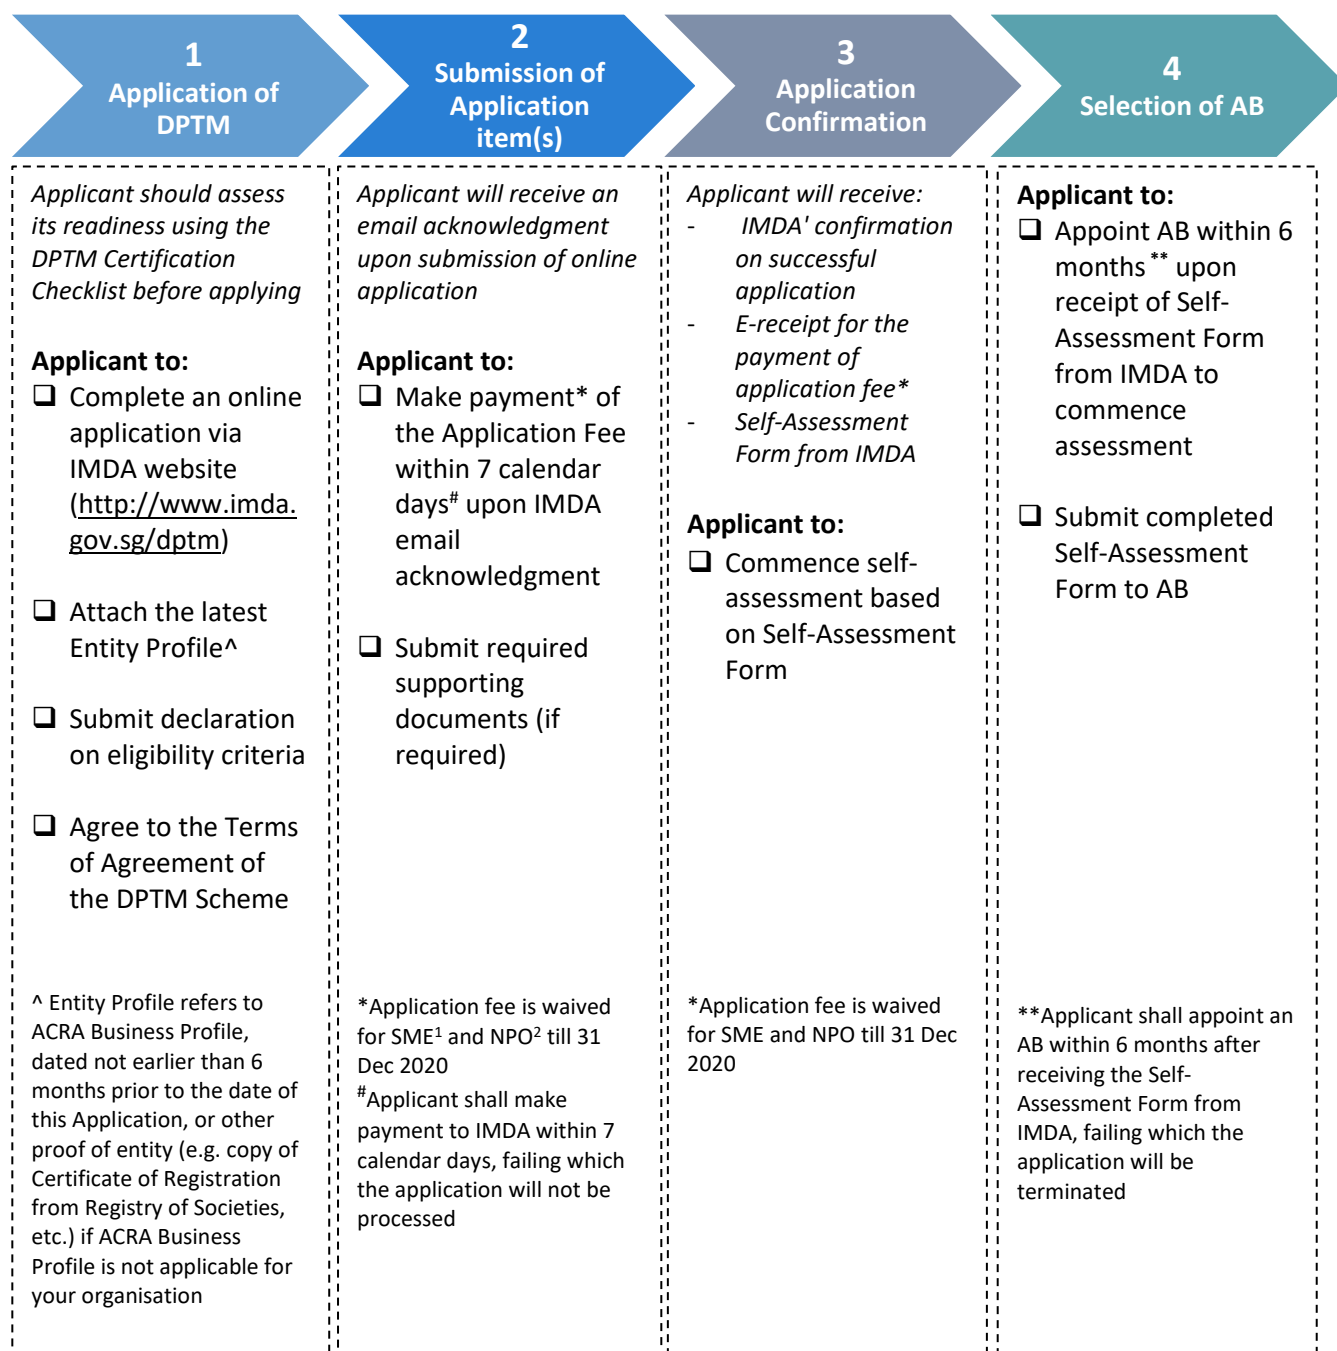 1
Application of
DPTM
2
Submission of
Application
item(s)
3
Application
Confirmation
4
Selection of AB
Applicant should assess
its readiness using the
DPTM Certification
Checklist before applying
Applicant to:
❑ Complete an online
application via
IMDA website
(http://www.imda.
gov.sg/dptm)
❑ Attach the latest
Entity Profile^
❑ Submit declaration
on eligibility criteria
❑ Agree to the Terms
of Agreement of
the DPTM Scheme
^ Entity Profile refers to
ACRA Business Profile,
dated not earlier than 6
months prior to the date of
this Application, or other
proof of entity (e.g. copy of
Certificate of Registration
from Registry of Societies,
etc.) if ACRA Business
Profile is not applicable for
your organisation
Applicant will receive an
email acknowledgment
upon submission of online
application
Applicant to:
❑ Make payment* of
the Application Fee
within 7 calendar
days# upon IMDA
email
acknowledgment
❑ Submit required
supporting
documents (if
required)
*Application fee is waived
for SME¹ and NPO² till 31
Dec 2020
#Applicant shall make
payment to IMDA within 7
calendar days, failing which
the application will not be
processed
Applicant will receive:
- IMDA' confirmation
on successful
application
- E-receipt for the
payment of
application fee*
- Self-Assessment
Form from IMDA
Applicant to:
❑ Commence self-
assessment based
on Self-Assessment
Form
*Application fee is waived
for SME and NPO till 31 Dec
2020
Applicant to:
❑ Appoint AB within 6
months ** upon
receipt of Self-
Assessment Form
from IMDA to
commence
assessment
❑ Submit completed
Self-Assessment
Form to AB
**Applicant shall appoint an
AB within 6 months after
receiving the Self-
Assessment Form from
IMDA, failing which the
application will be
terminated